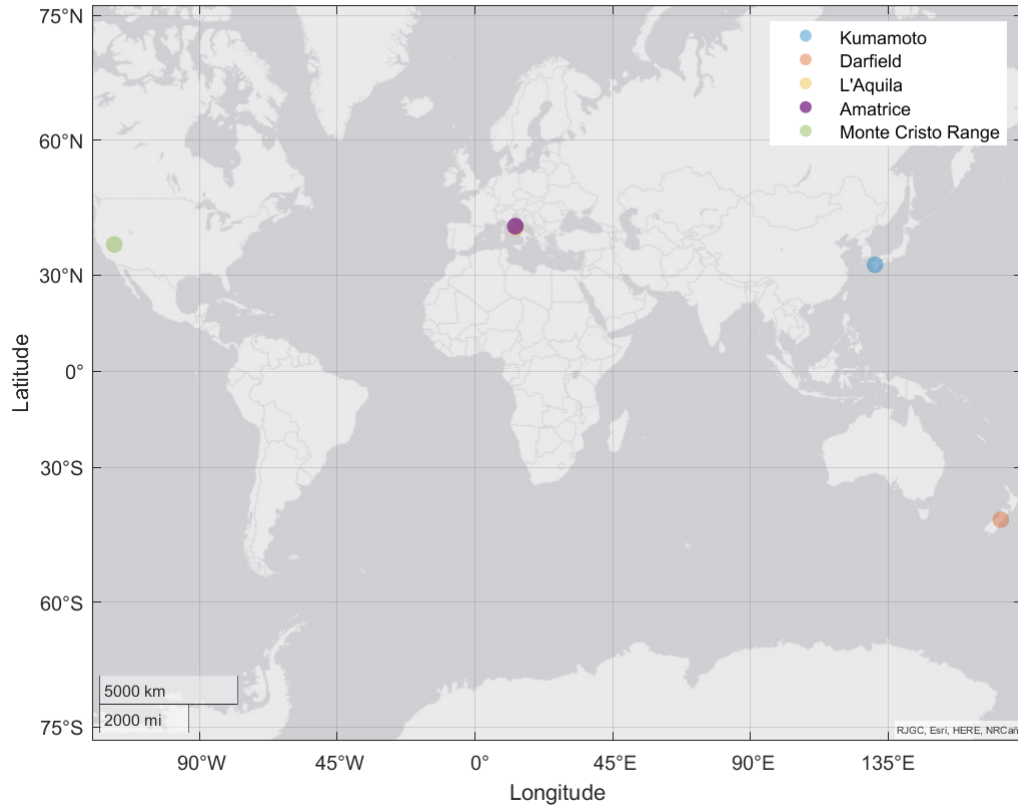 75°N
60°N
30°N
0°
30°S
60°S
75°S
Latitude
Kumamoto
Darfield
L'Aquila
Amatrice
Monte Cristo Range
5000 km
2000 mi
RJGC, Esri, HERE, NRCañ
90°W
45°W
0°
45°E
90°E
135°E
Longitude